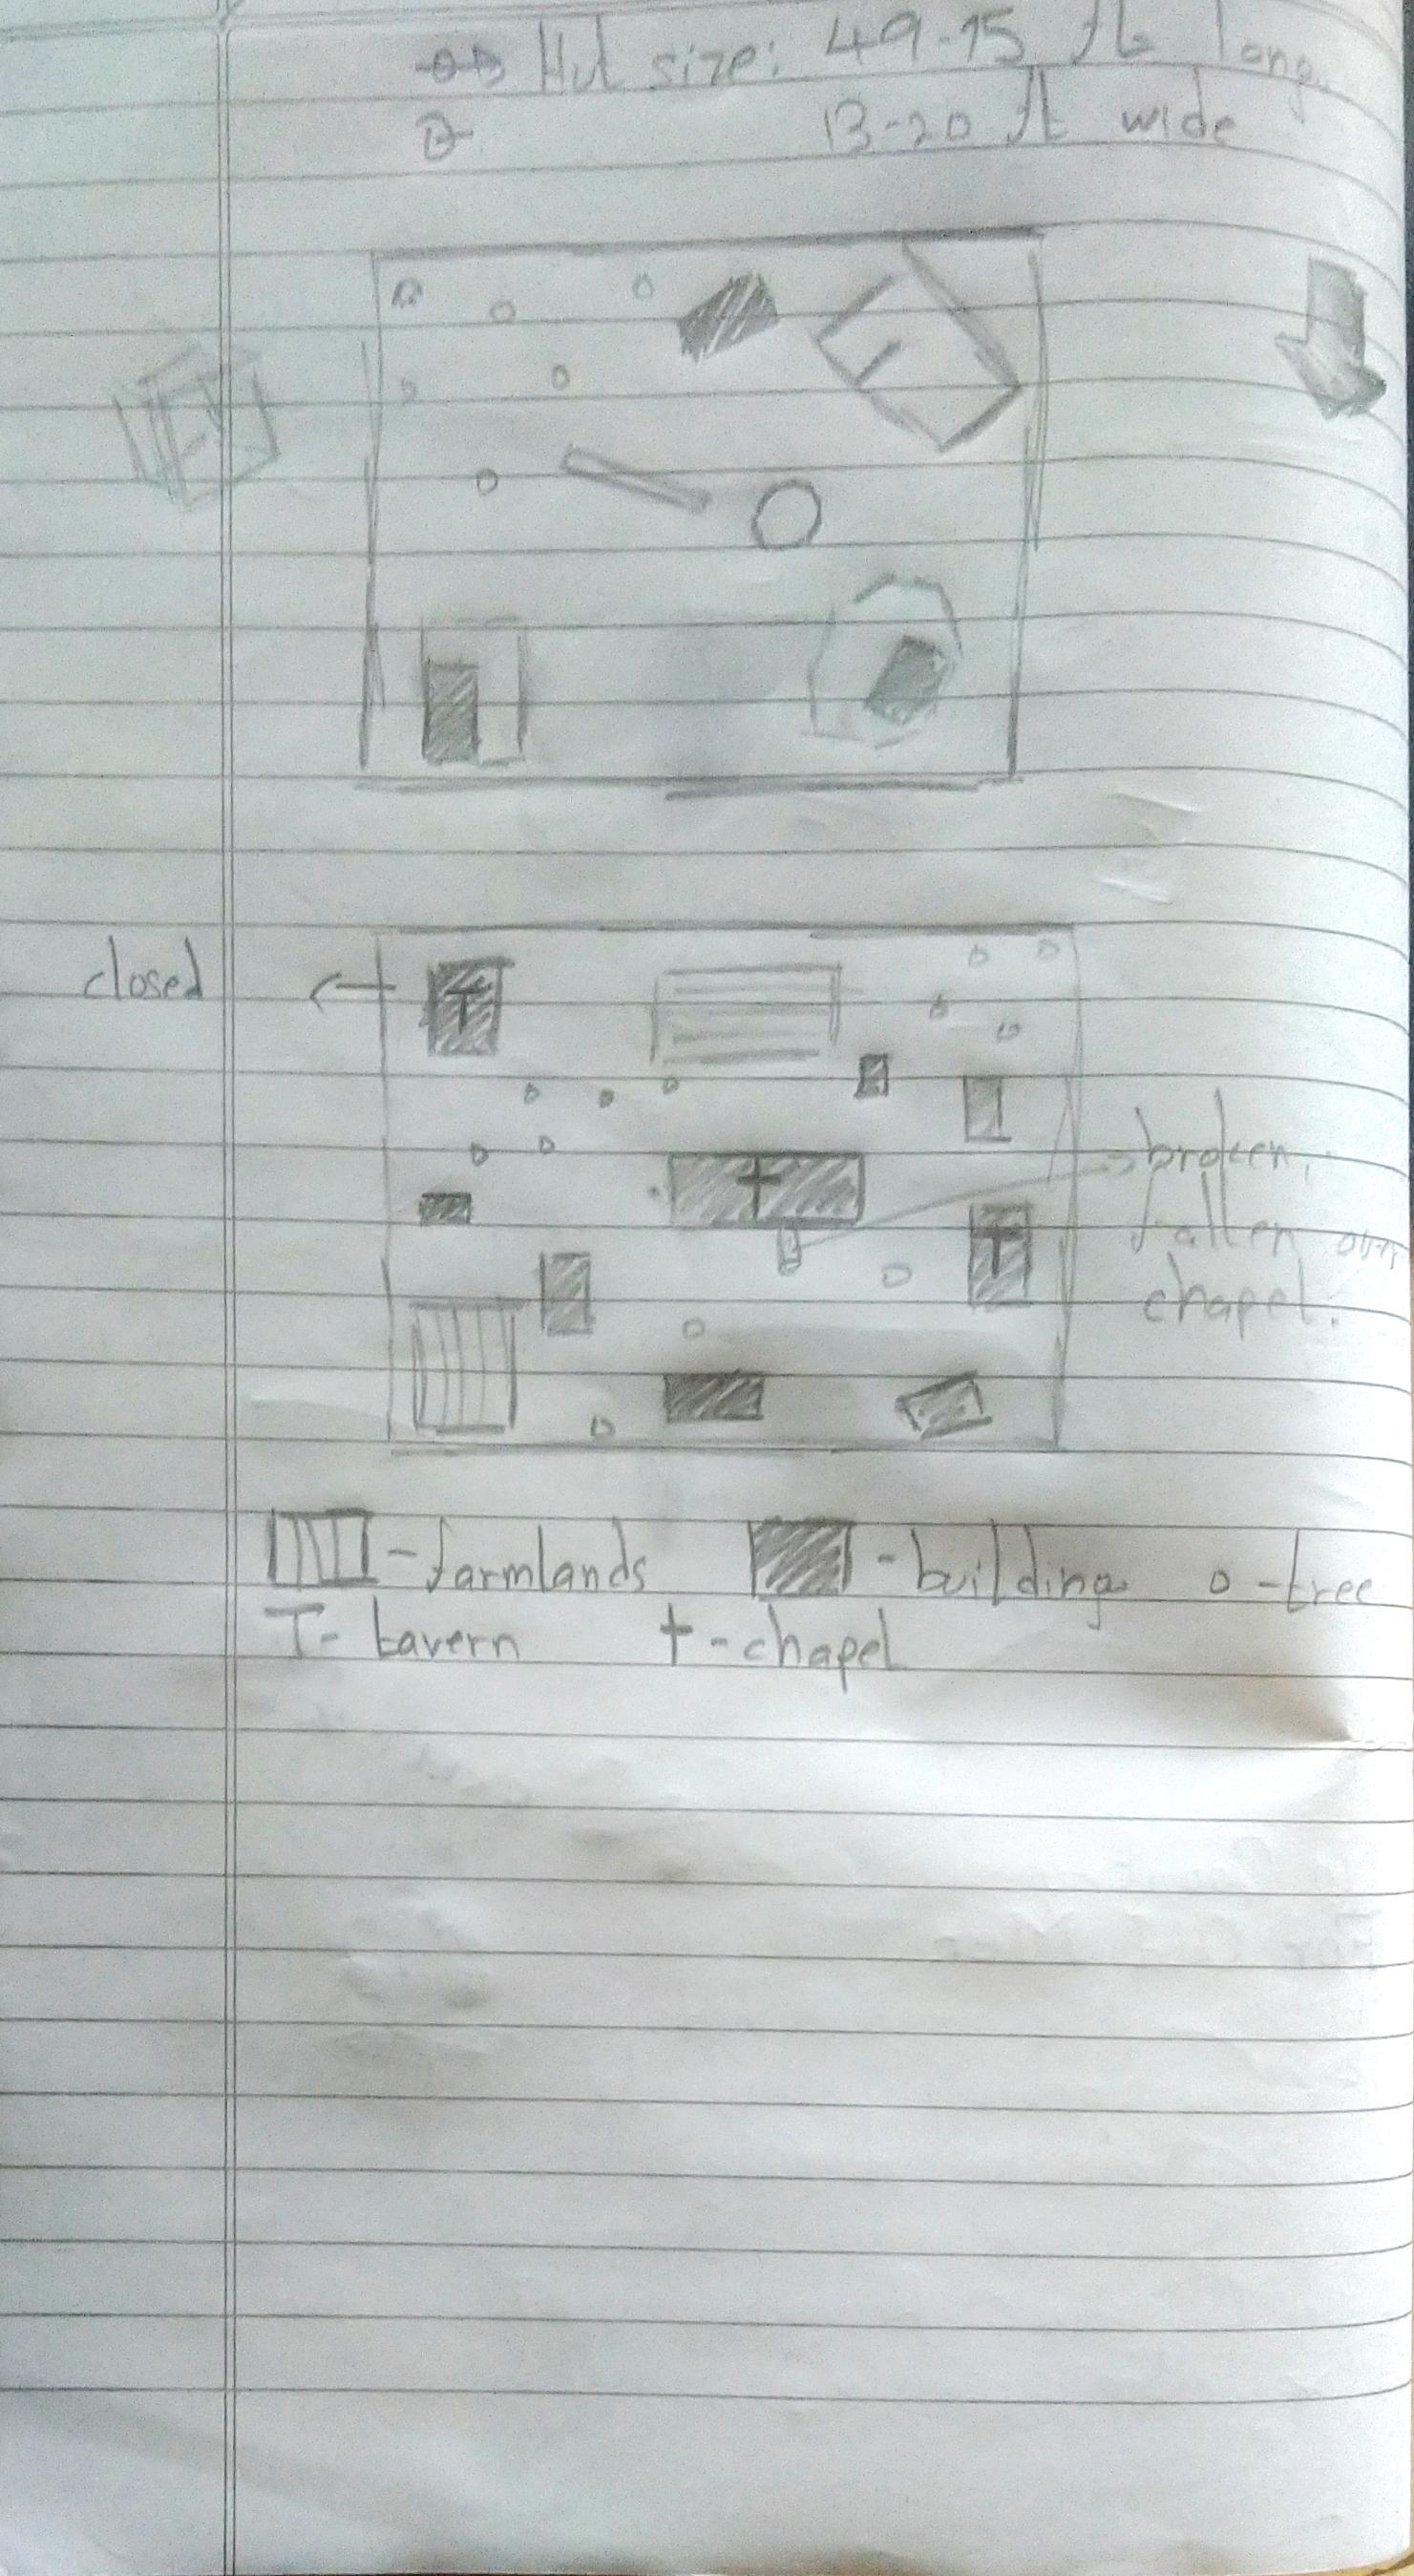 Hut size: 49-75 ft long
13-20 ft wide
closed
T
broken,
fallen
chapel.
-farmlands
-building
o -tree
T- tavern
† -chapel